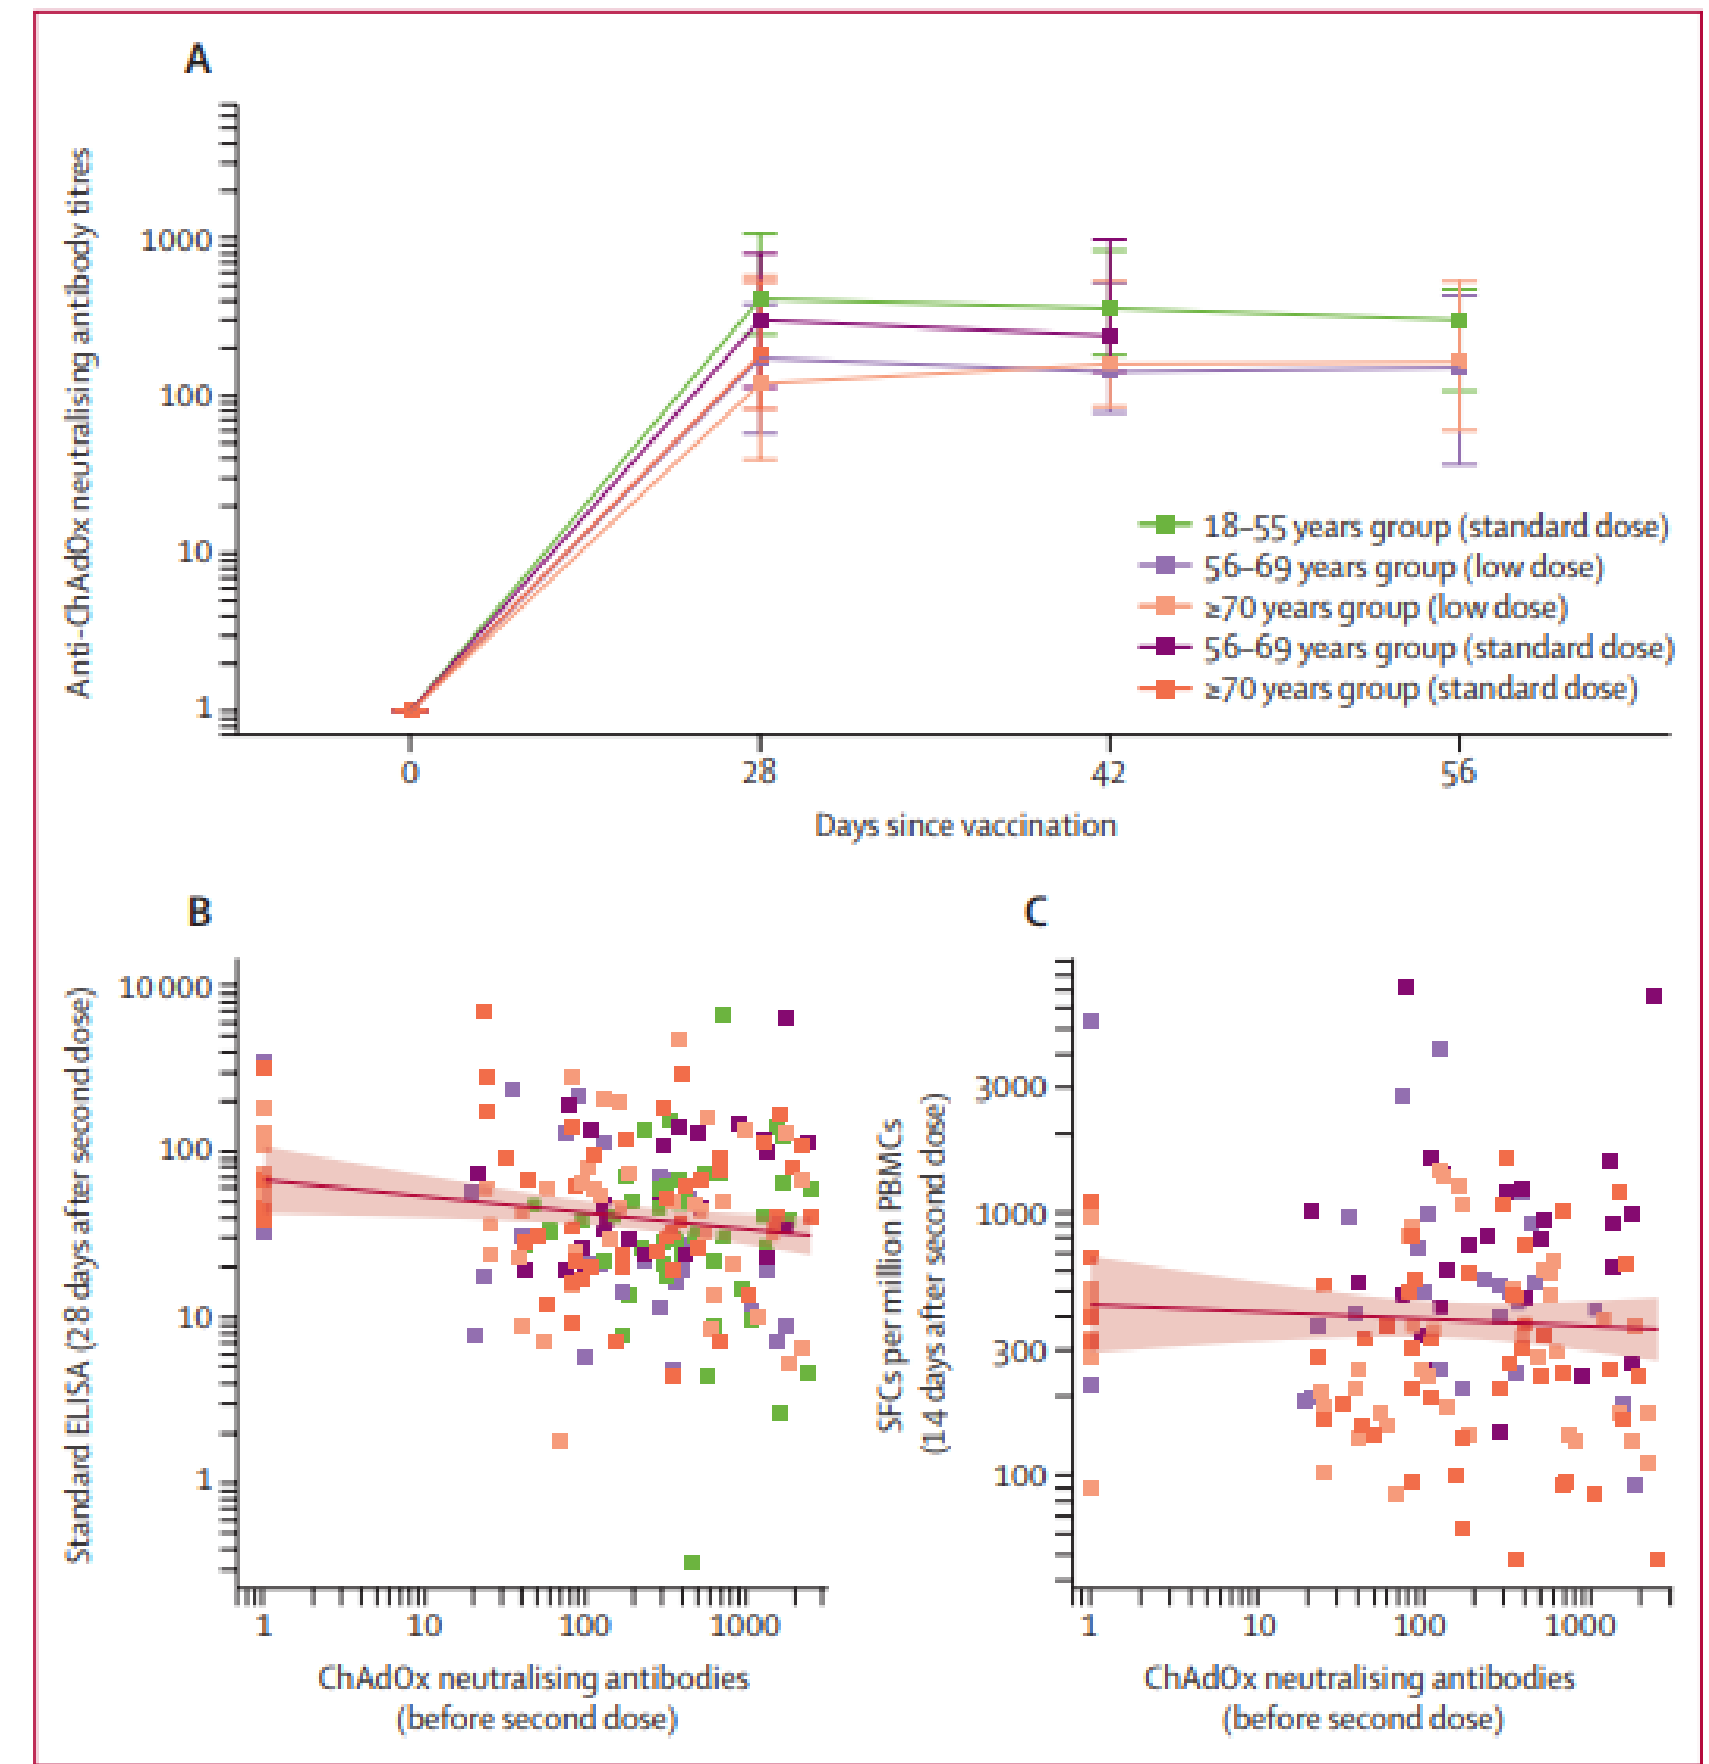 A
Anti-ChAdOx neutralising antibody titres
1000
100
10
1
0 28 42 56
Days since vaccination
18–55 years group (standard dose)
56–69 years group (low dose)
≥70 years group (low dose)
56–69 years group (standard dose)
≥70 years group (standard dose)
B
Standard ELISA (28 days after second dose)
10 000
100
10
1
1 10 100 1000
ChAdOx neutralising antibodies
(before second dose)
C
SFCs per million PBMCs
(14 days after second dose)
3000
1000
300
100
1 10 100 1000
ChAdOx neutralising antibodies
(before second dose)